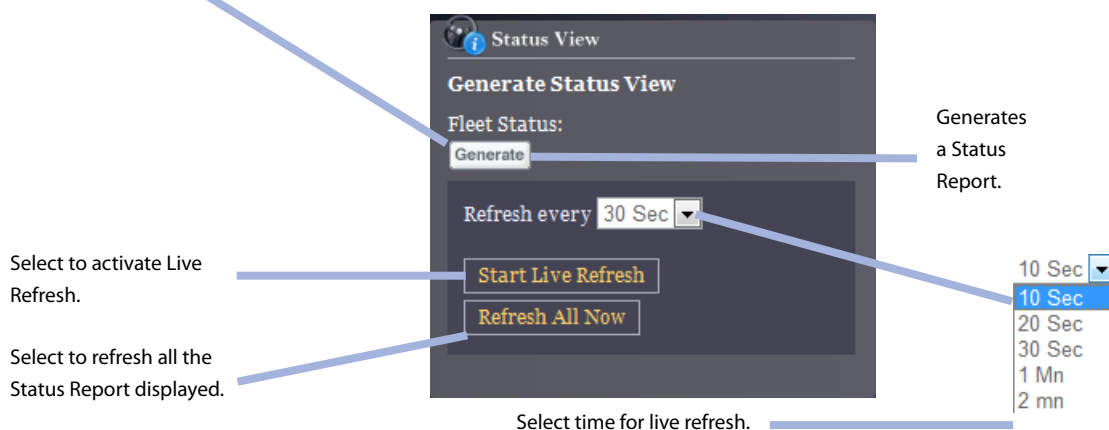 Status View
Generate Status View
Fleet Status:
Generate
Generates
a Status
Report.
Refresh every 30 Sec
Select to activate Live
Refresh.
Start Live Refresh
Refresh All Now
Select to refresh all the
Status Report displayed.
10 Sec
10 Sec
20 Sec
30 Sec
1 Mn
2 mn
Select time for live refresh.